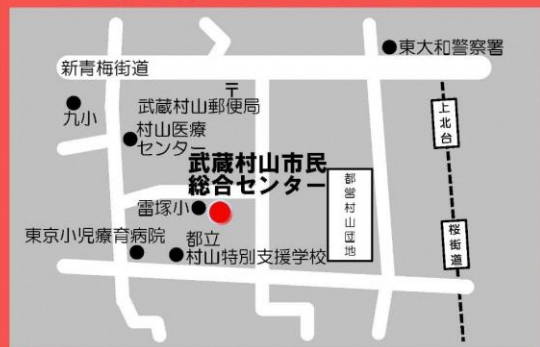 東大和警察署
新青梅街道
〒
武蔵村山郵便局
九小
村山医療
センター
上北台
武蔵村山市民
総合センター
雷塚小
都営村山団地
東京小児療育病院
都立
村山特別支援学校
桜街道